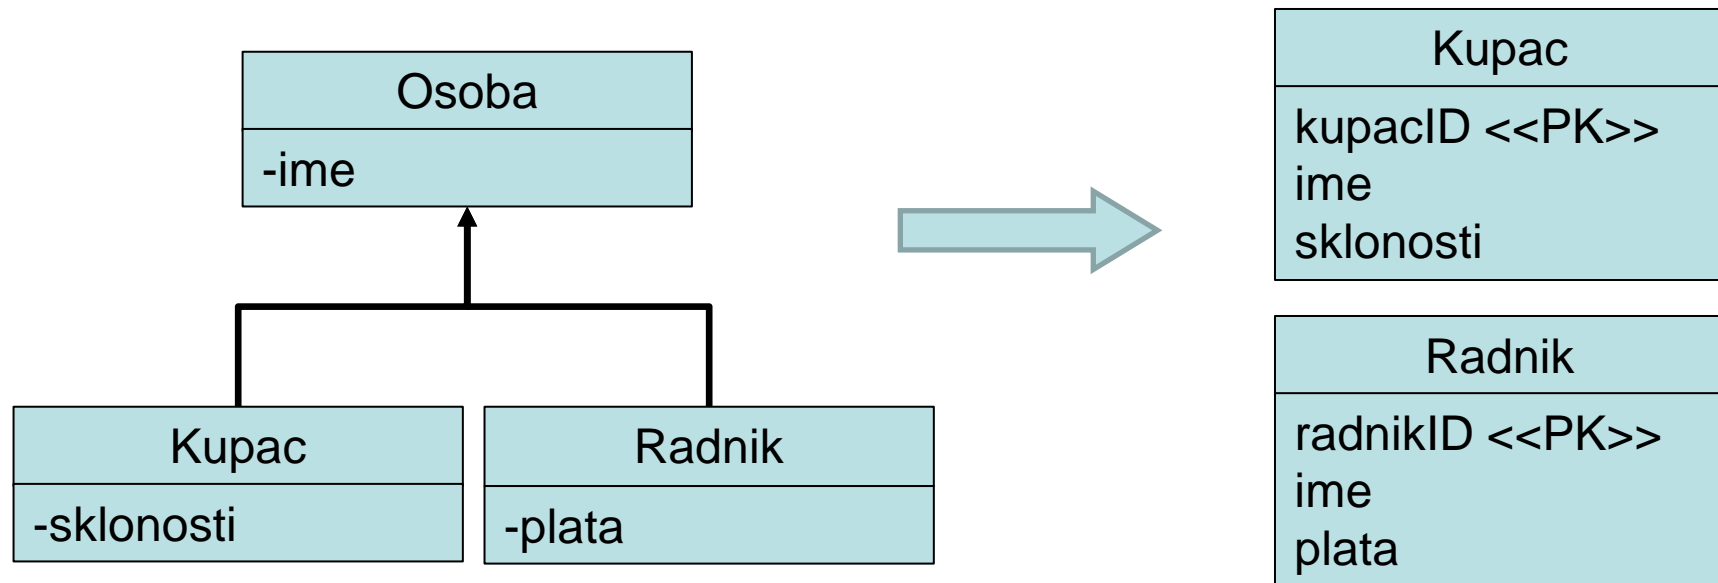 Osoba
-ime
Kupac
-sklonosti
Radnik
-plata
Kupac
kupacID <<PK>>
ime
sklonosti
Radnik
radnikID <<PK>>
ime
plata